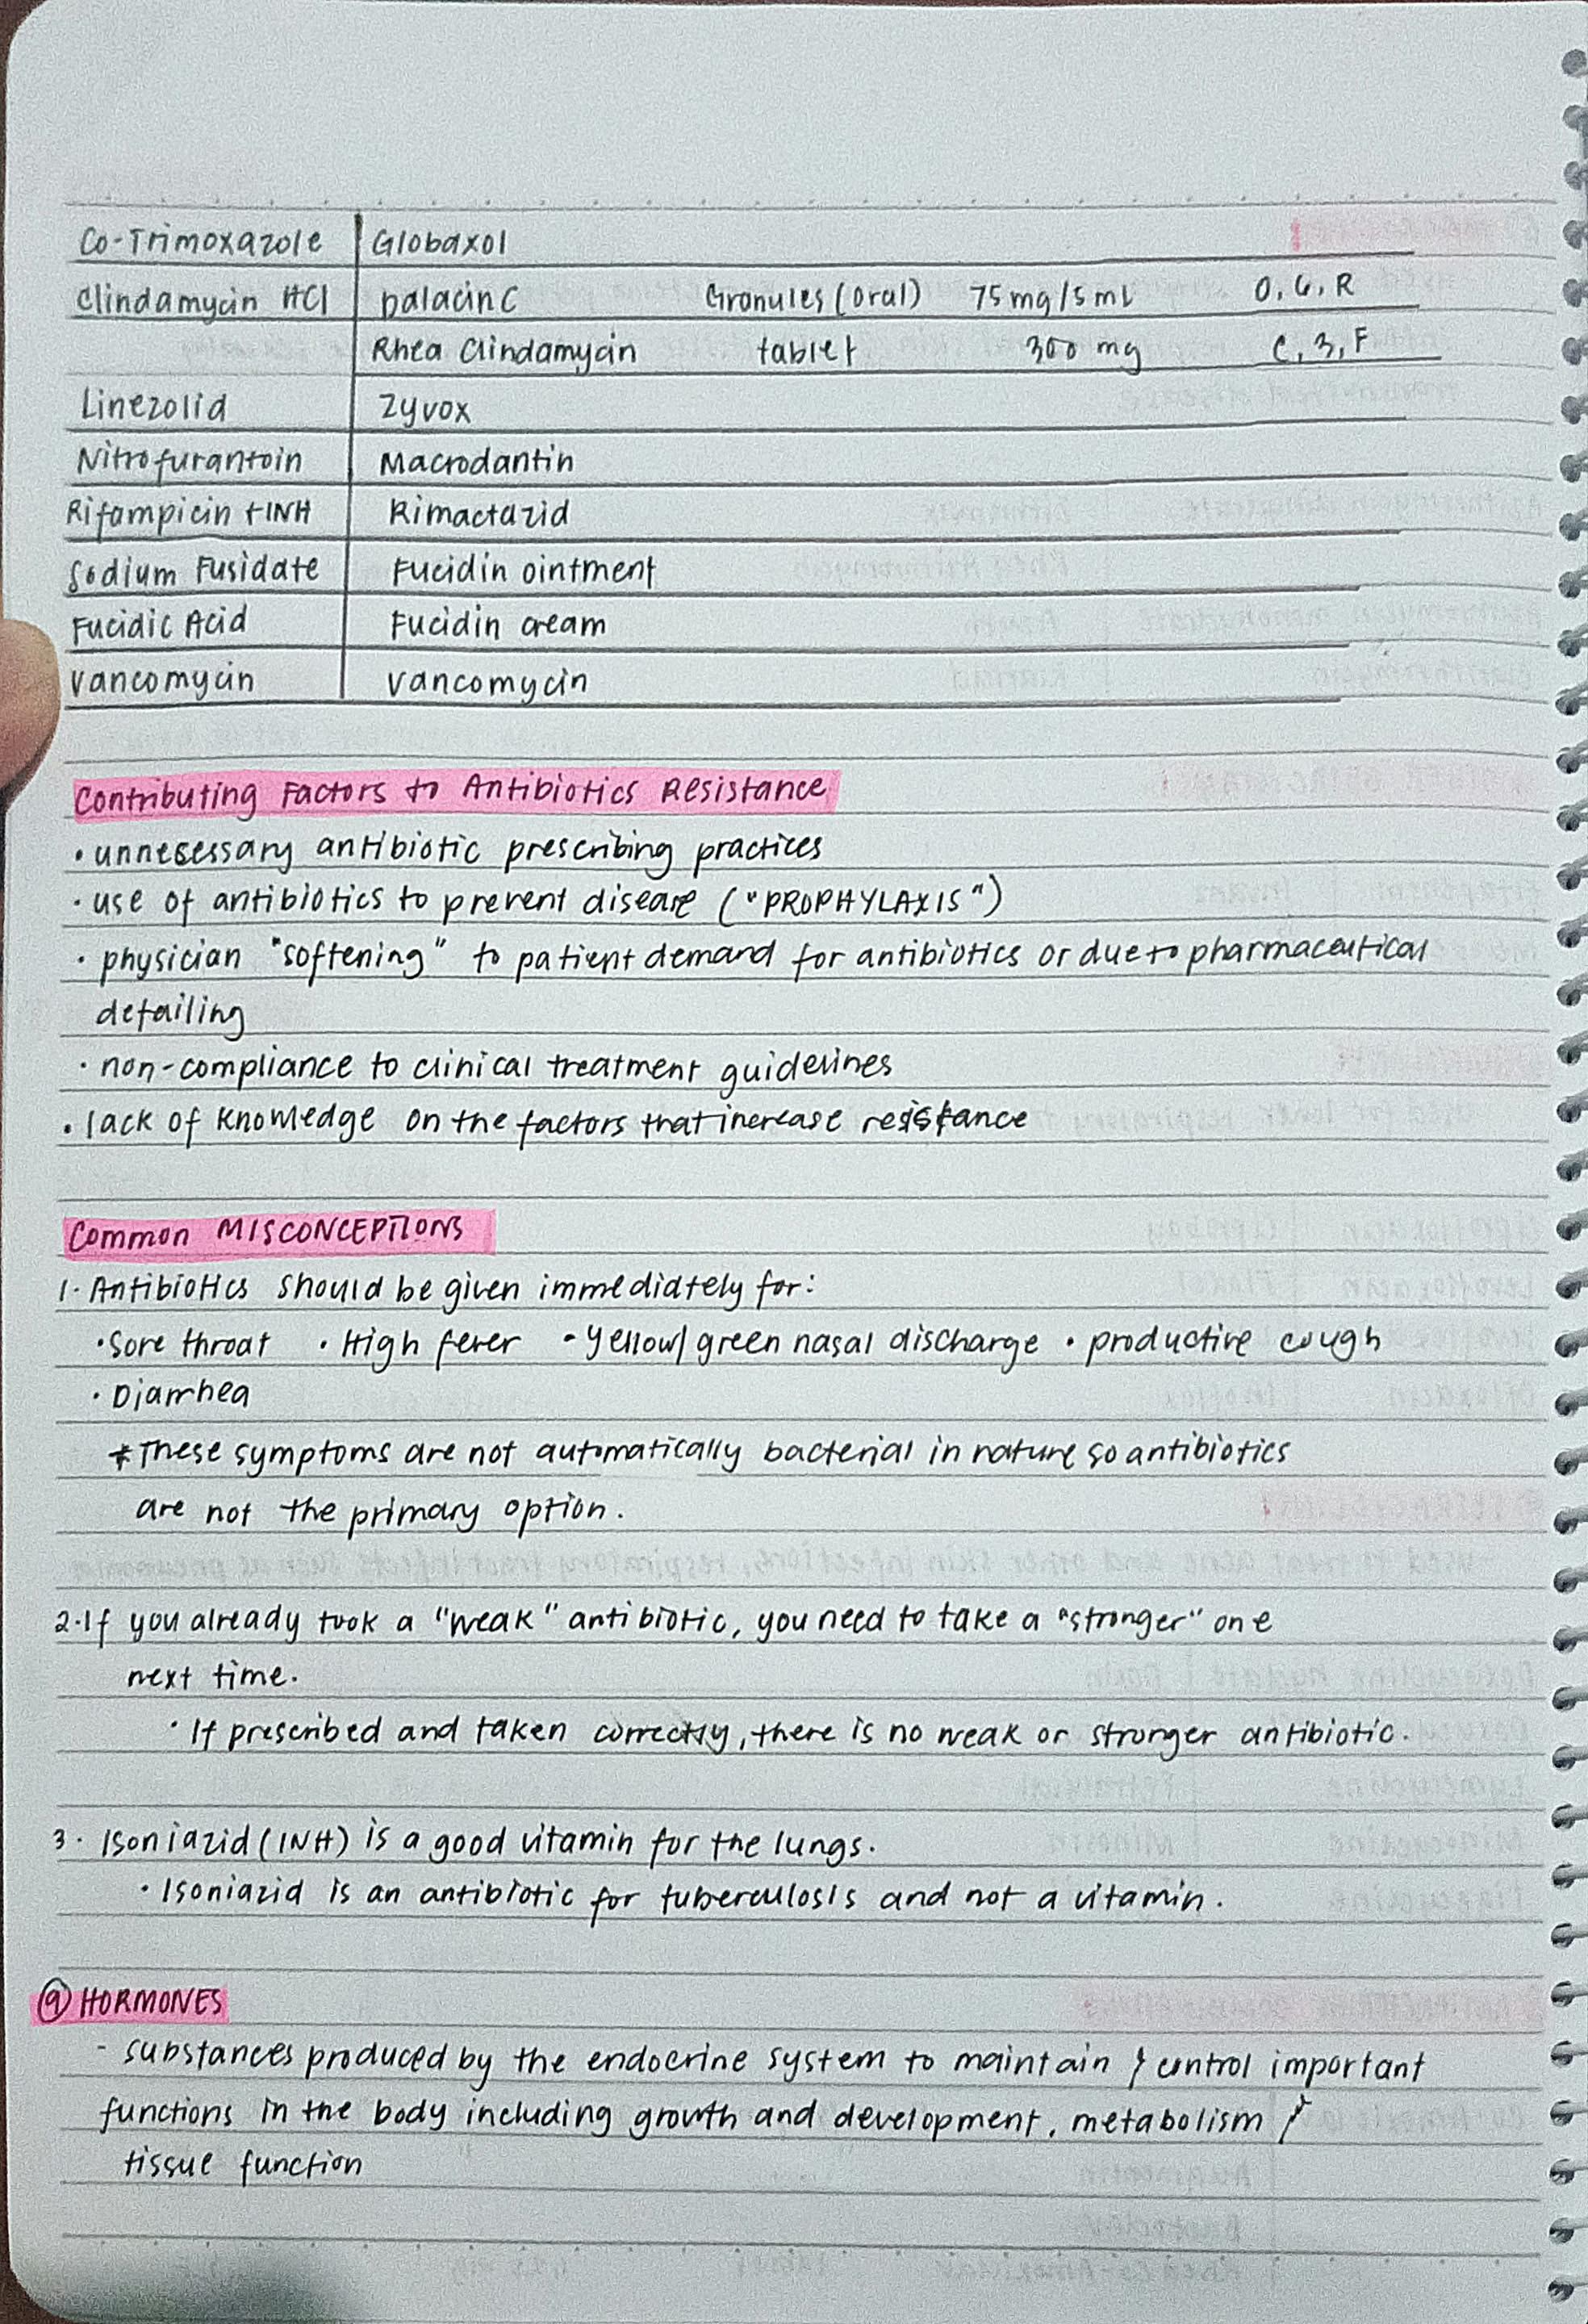 Co-Trimoxazole Globaxol
Clindamycin HCl Dalacin C Granules (oral) 75 mg/5 mL O, G, R
Rhea Clindamycin tablet 300 mg C, 3, F
Linezolid Zyvox
Nitrofurantoin Macrodantin
Rifampicin + INH Rimactazid
Sodium Fusidate Fucidin ointment
Fucidic Acid Fucidin cream
Vancomycin Vancomycin
Contributing Factors to Antibiotics Resistance
• unnecessary antibiotic prescribing practices
• use of antibiotics to prevent disease ("PROPHYLAXIS")
• physician "softening" to patient demand for antibiotics or due to pharmaceutical
detailing
• non-compliance to clinical treatment guidelines
• lack of knowledge on the factors that increase resistance
Common MISCONCEPTIONS
1. Antibiotics should be given immediately for:
• Sore throat • High fever • Yellow/green nasal discharge • productive cough
• Diarrhea
* These symptoms are not automatically bacterial in nature so antibiotics
are not the primary option.
2. If you already took a "weak" antibiotic, you need to take a "stronger" one
next time.
• If prescribed and taken correctly, there is no weak or stronger antibiotic.
3. Isoniazid (INH) is a good vitamin for the lungs.
• Isoniazid is an antibiotic for tuberculosis and not a vitamin.
⑨ HORMONES
- substances produced by the endocrine system to maintain & control important
functions in the body including growth and development, metabolism &
tissue function